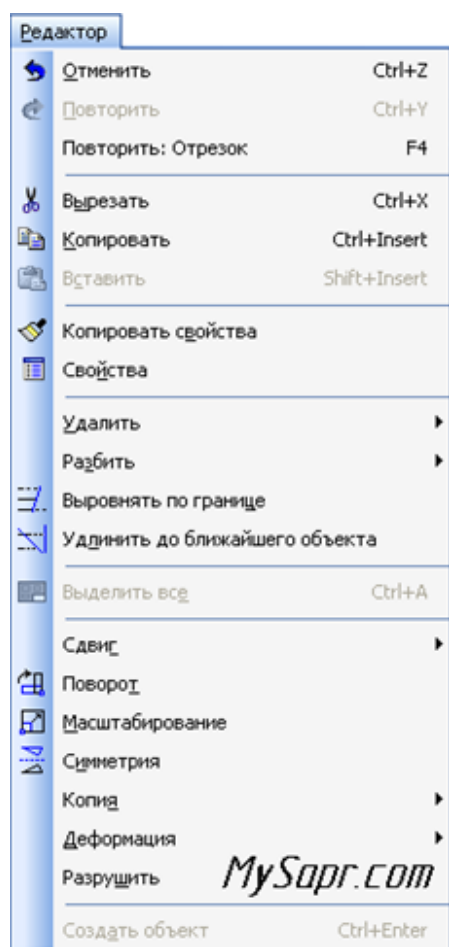 Редактор
Отменить Ctrl+Z
Повторить Ctrl+Y
Повторить: Отрезок F4
Вырезать Ctrl+X
Копировать Ctrl+Insert
Вставить Shift+Insert
Копировать свойства
Свойства
Удалить
Разбить
Выровнять по границе
Удлинить до ближайшего объекта
Выделить все Ctrl+A
Сдвиг
Поворот
Масштабирование
Симметрия
Копия
Деформация
Разрушить MySapr.com
Создать объект Ctrl+Enter